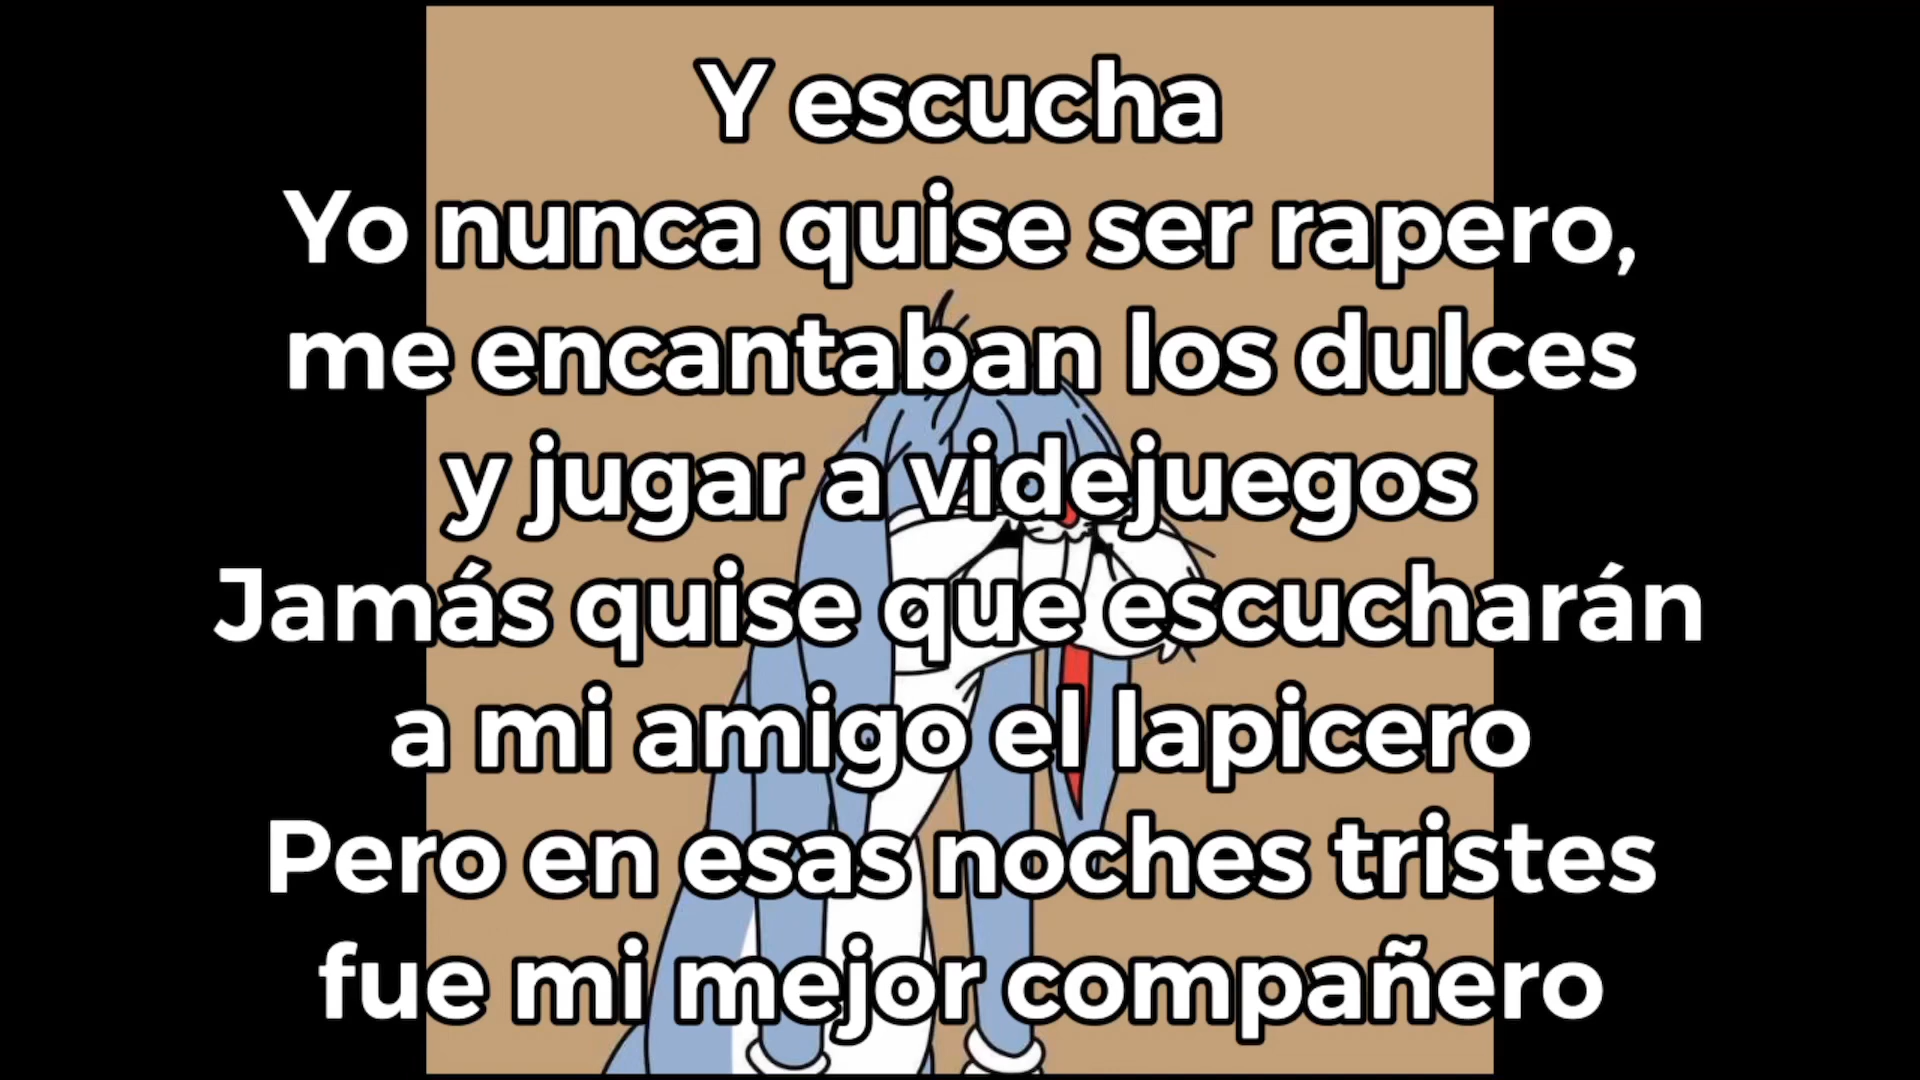 Y escucha
Yo nunca quise ser rapero,
me encantaban los dulces
y jugar a videjuegos
Jamás quise que escucharán
a mi amigo el lapicero
Pero en esas noches tristes
fue mi mejor compañero